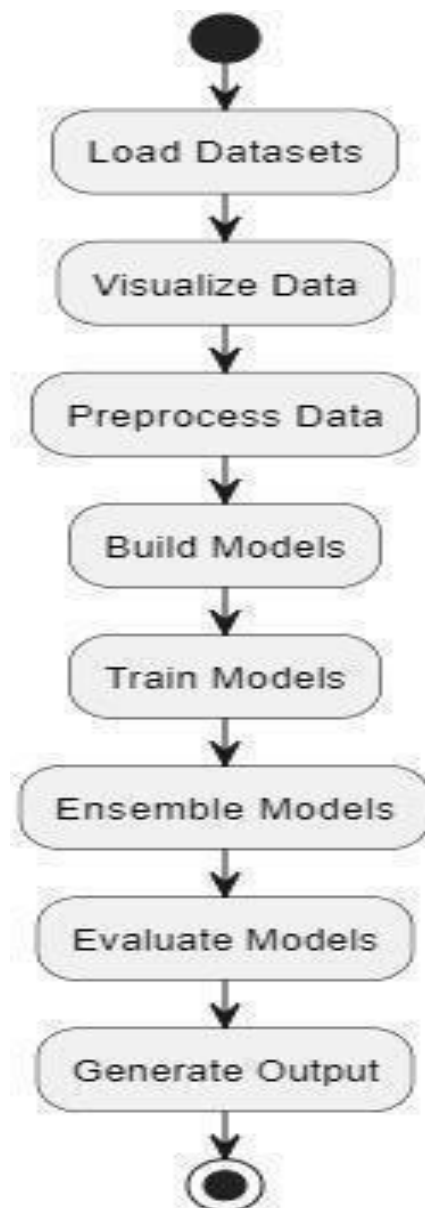 Load Datasets
Visualize Data
Preprocess Data
Build Models
Train Models
Ensemble Models
Evaluate Models
Generate Output